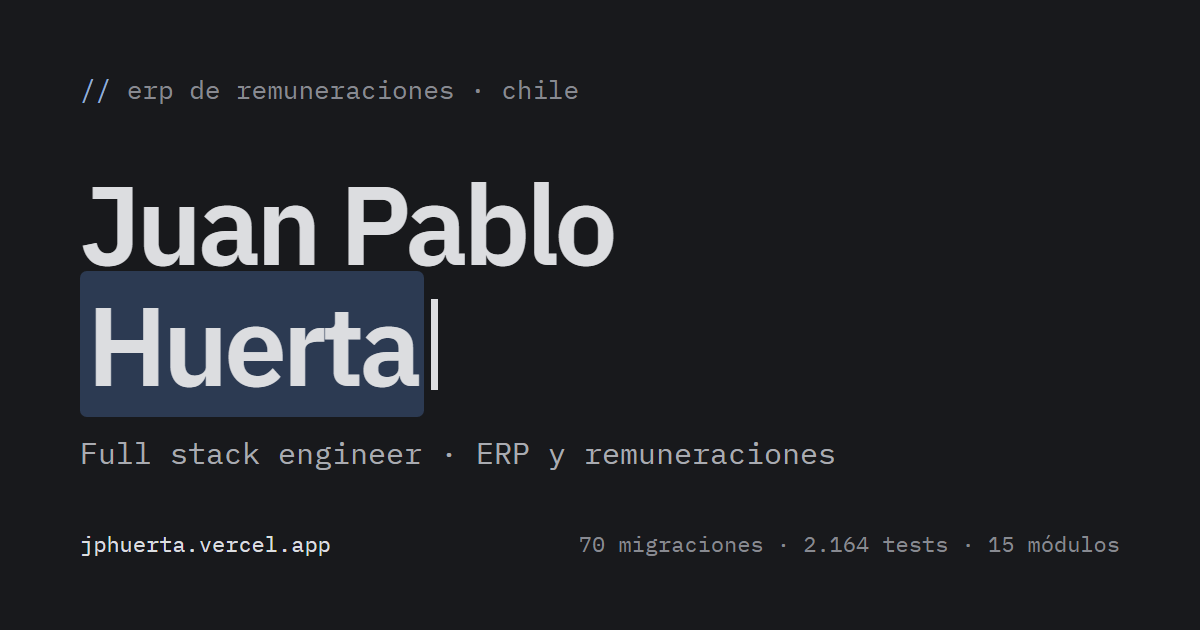 // erp de remuneraciones · chile
Juan Pablo
Huerta
Full stack engineer · ERP y remuneraciones
jphuerta.vercel.app
70 migraciones · 2.164 tests · 15 módulos